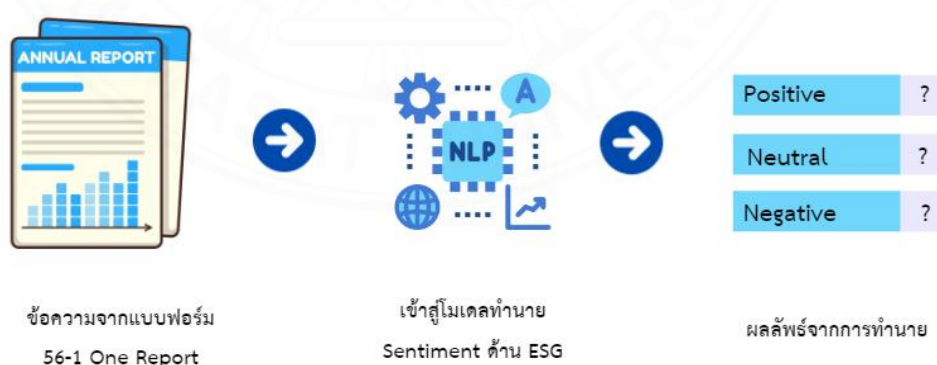 ANNUAL REPORT
A
NLP
Positive ?
Neutral ?
Negative ?
ข้อความจากแบบฟอร์ม
56-1 One Report
เข้าสู่โมเดลทำนาย
Sentiment ด้าน ESG
ผลลัพธ์จากการทำนาย